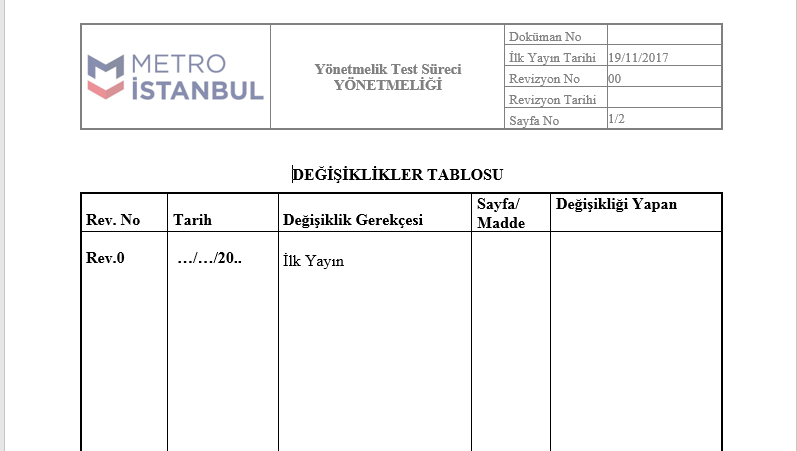 METRO
İSTANBUL
Yönetmelik Test Süreci
YÖNETMELİĞİ
Doküman No
İlk Yayın Tarihi 19/11/2017
Revizyon No 00
Revizyon Tarihi
Sayfa No 1/2
DEĞİŞİKLİKLER TABLOSU
Rev. No Tarih Değişiklik Gerekçesi Sayfa/ Madde Değişikliği Yapan
Rev.0 …/…/20.. İlk Yayın